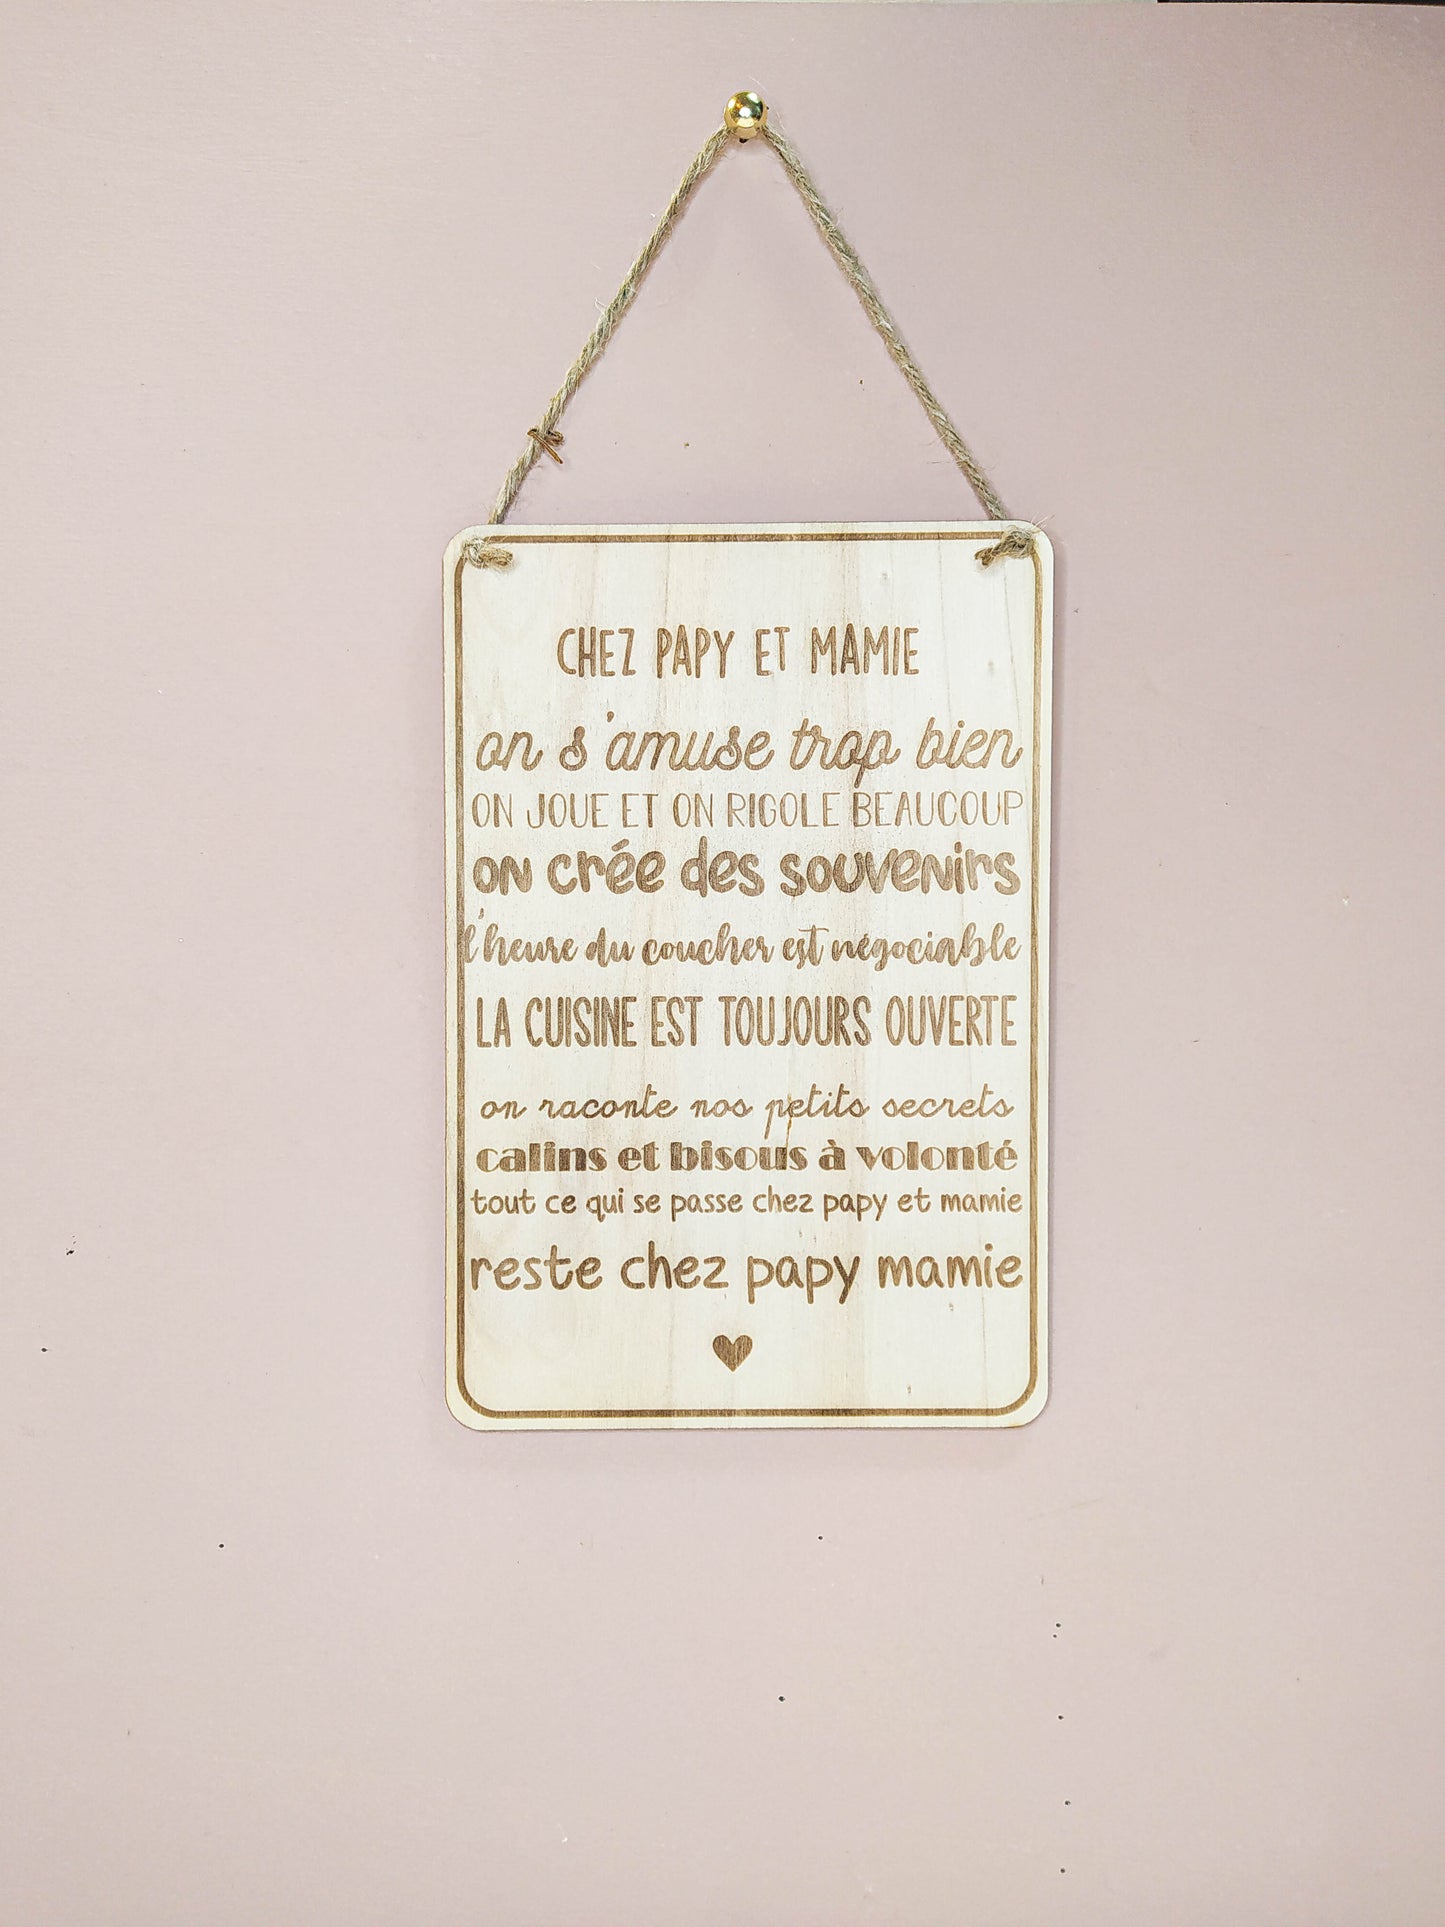 CHEZ PAPY ET MAMIE
on s'amuse trop bien
ON JOUE ET ON RIGOLE BEAUCOUP
on crée des souvenirs
l'heure du coucher est négociable
LA CUISINE EST TOUJOURS OUVERTE
on raconte nos petits secrets
calins et bisous à volonté
tout ce qui se passe chez papy et mamie
reste chez papy mamie